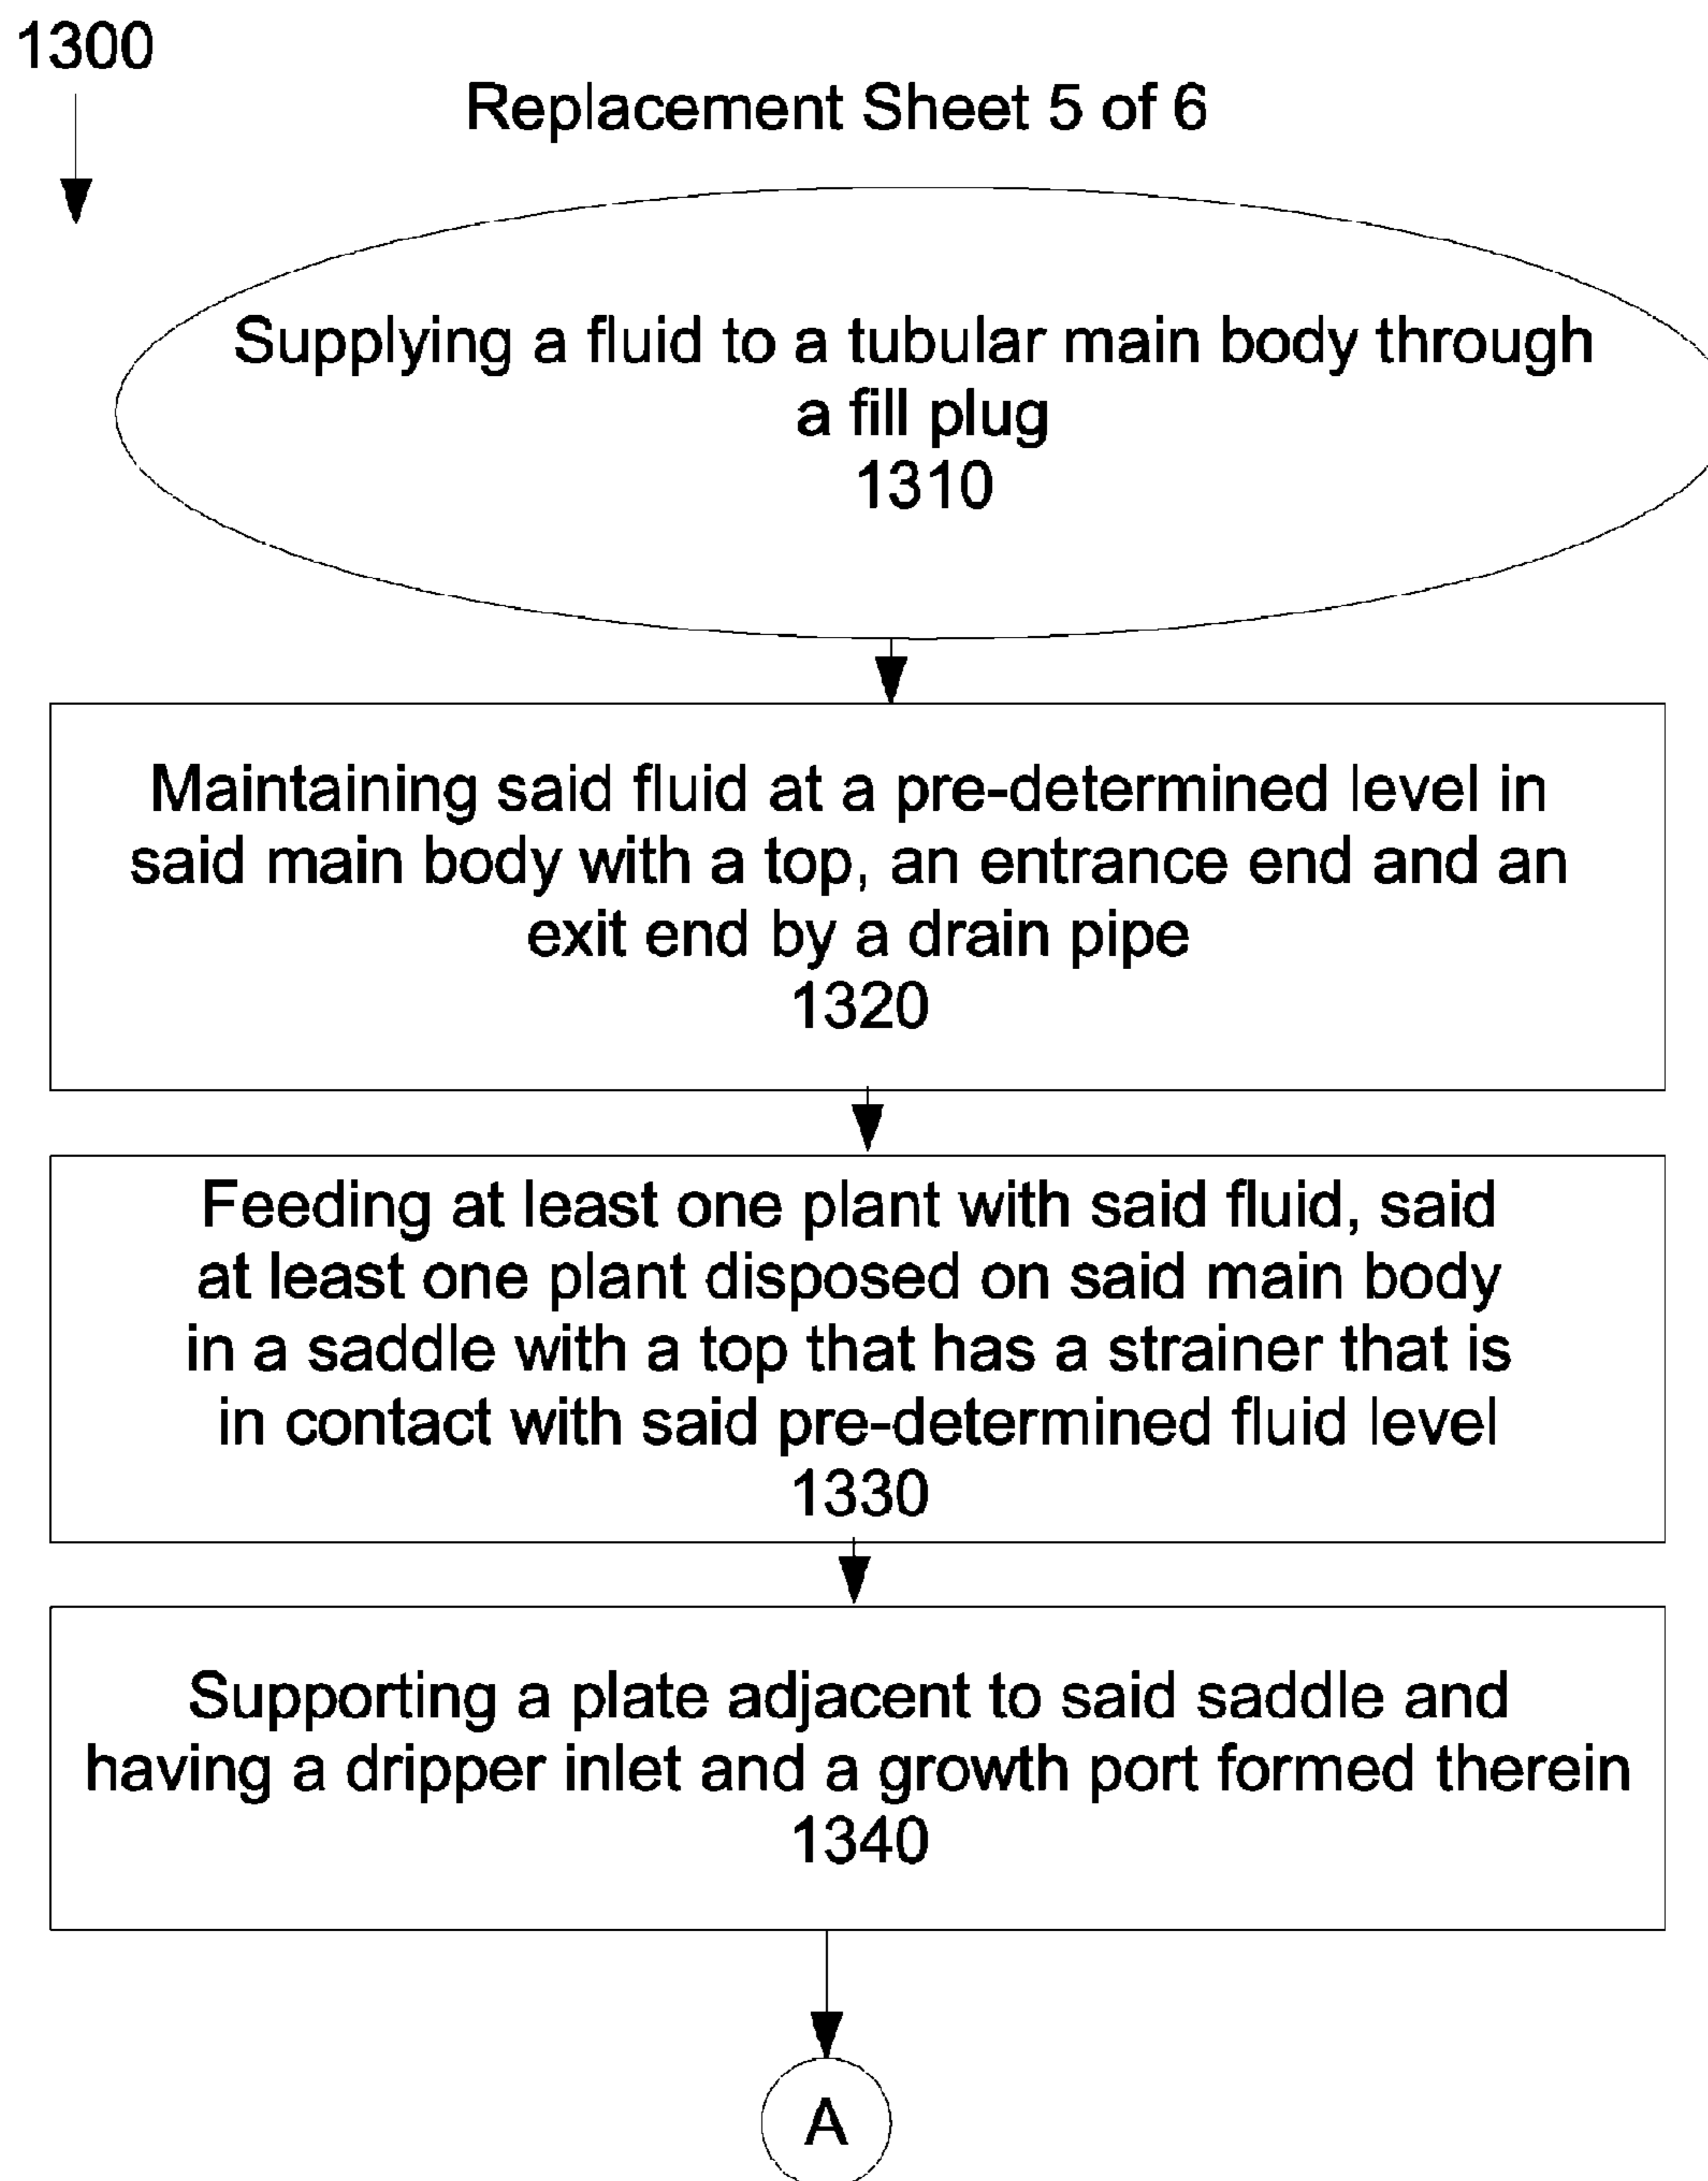 1300
Replacement Sheet 5 of 6
Supplying a fluid to a tubular main body through
a fill plug
1310
Maintaining said fluid at a pre-determined level in
said main body with a top, an entrance end and an
exit end by a drain pipe
1320
Feeding at least one plant with said fluid, said
at least one plant disposed on said main body
in a saddle with a top that has a strainer that is
in contact with said pre-determined fluid level
1330
Supporting a plate adjacent to said saddle and
having a dripper inlet and a growth port formed therein
1340
A